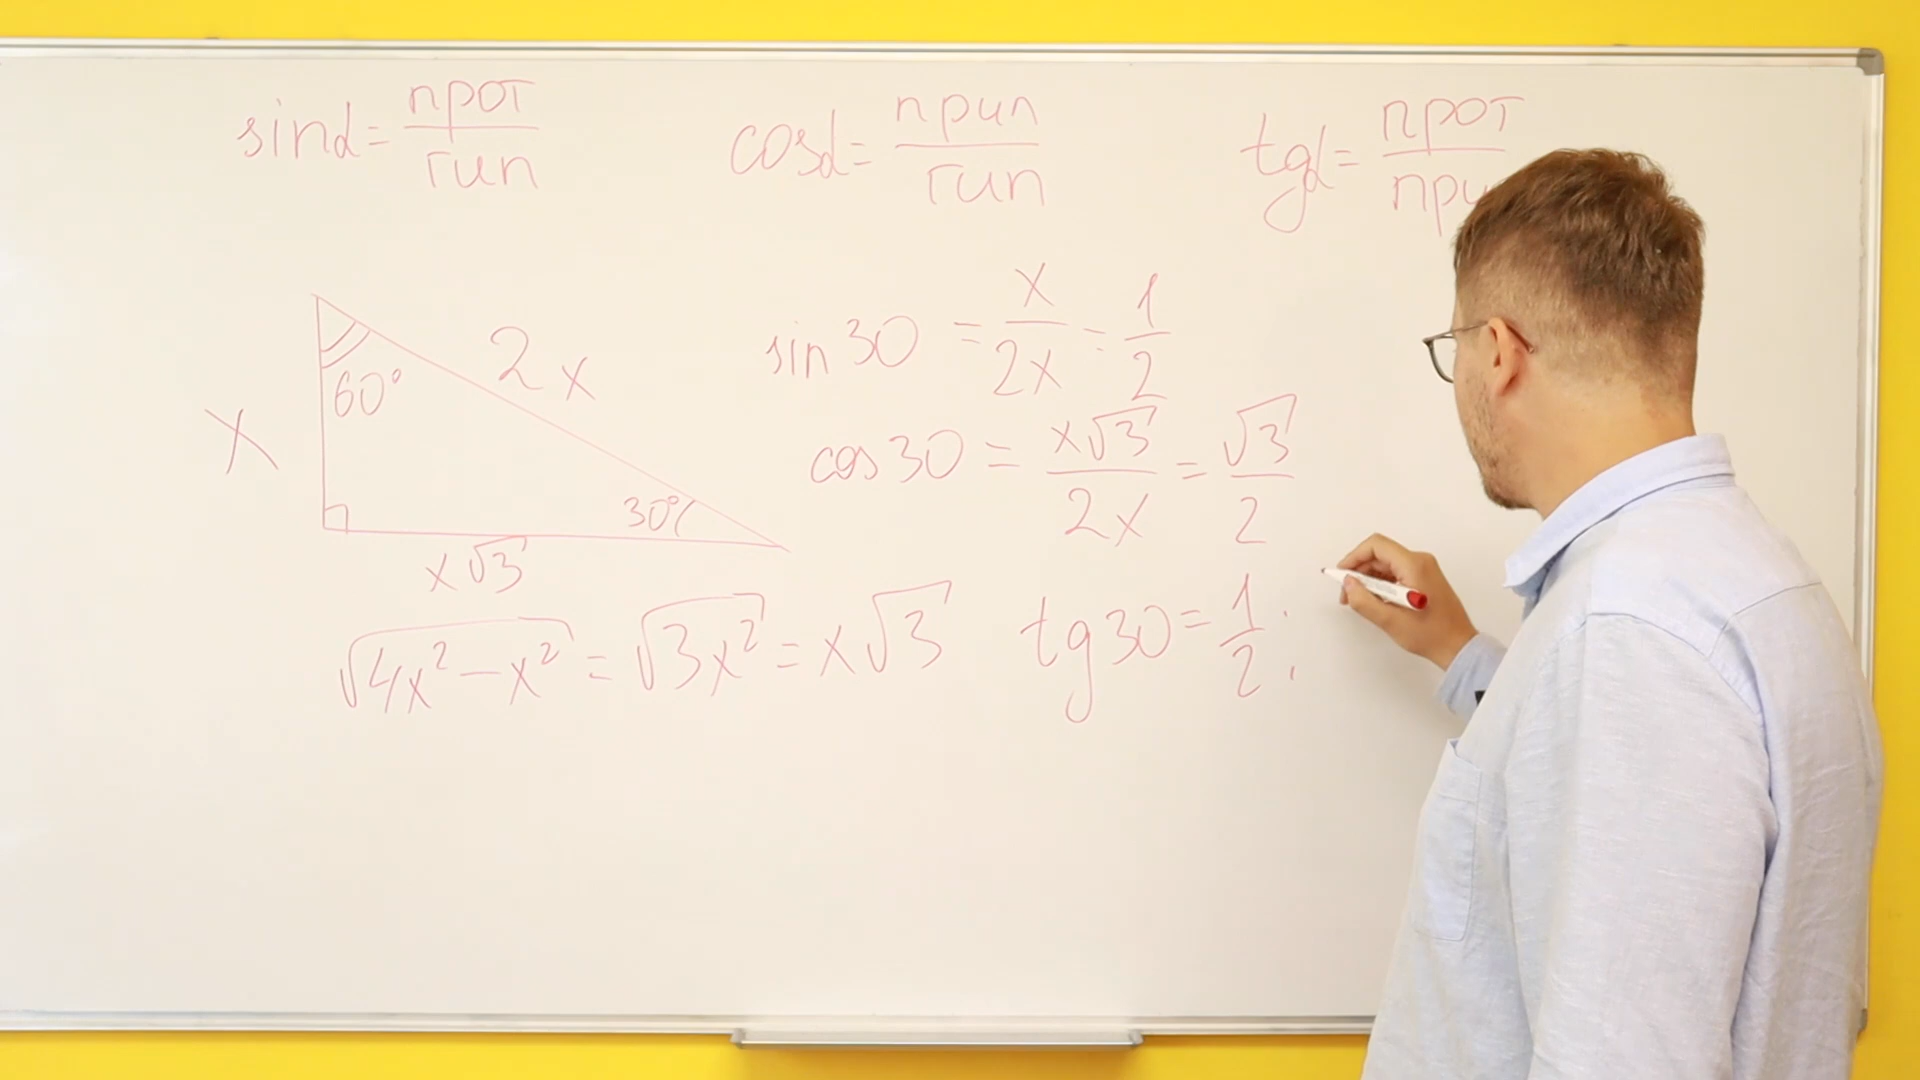 sinα = прот/гип
cosα = прил/гип
tgα = прот/при
sin30 = x/2x = 1/2
60°
2x
x
cos30 = x√3/2x = √3/2
30°
x√3
√4x² - x² = √3x² = x√3
tg30 = 1/2 :